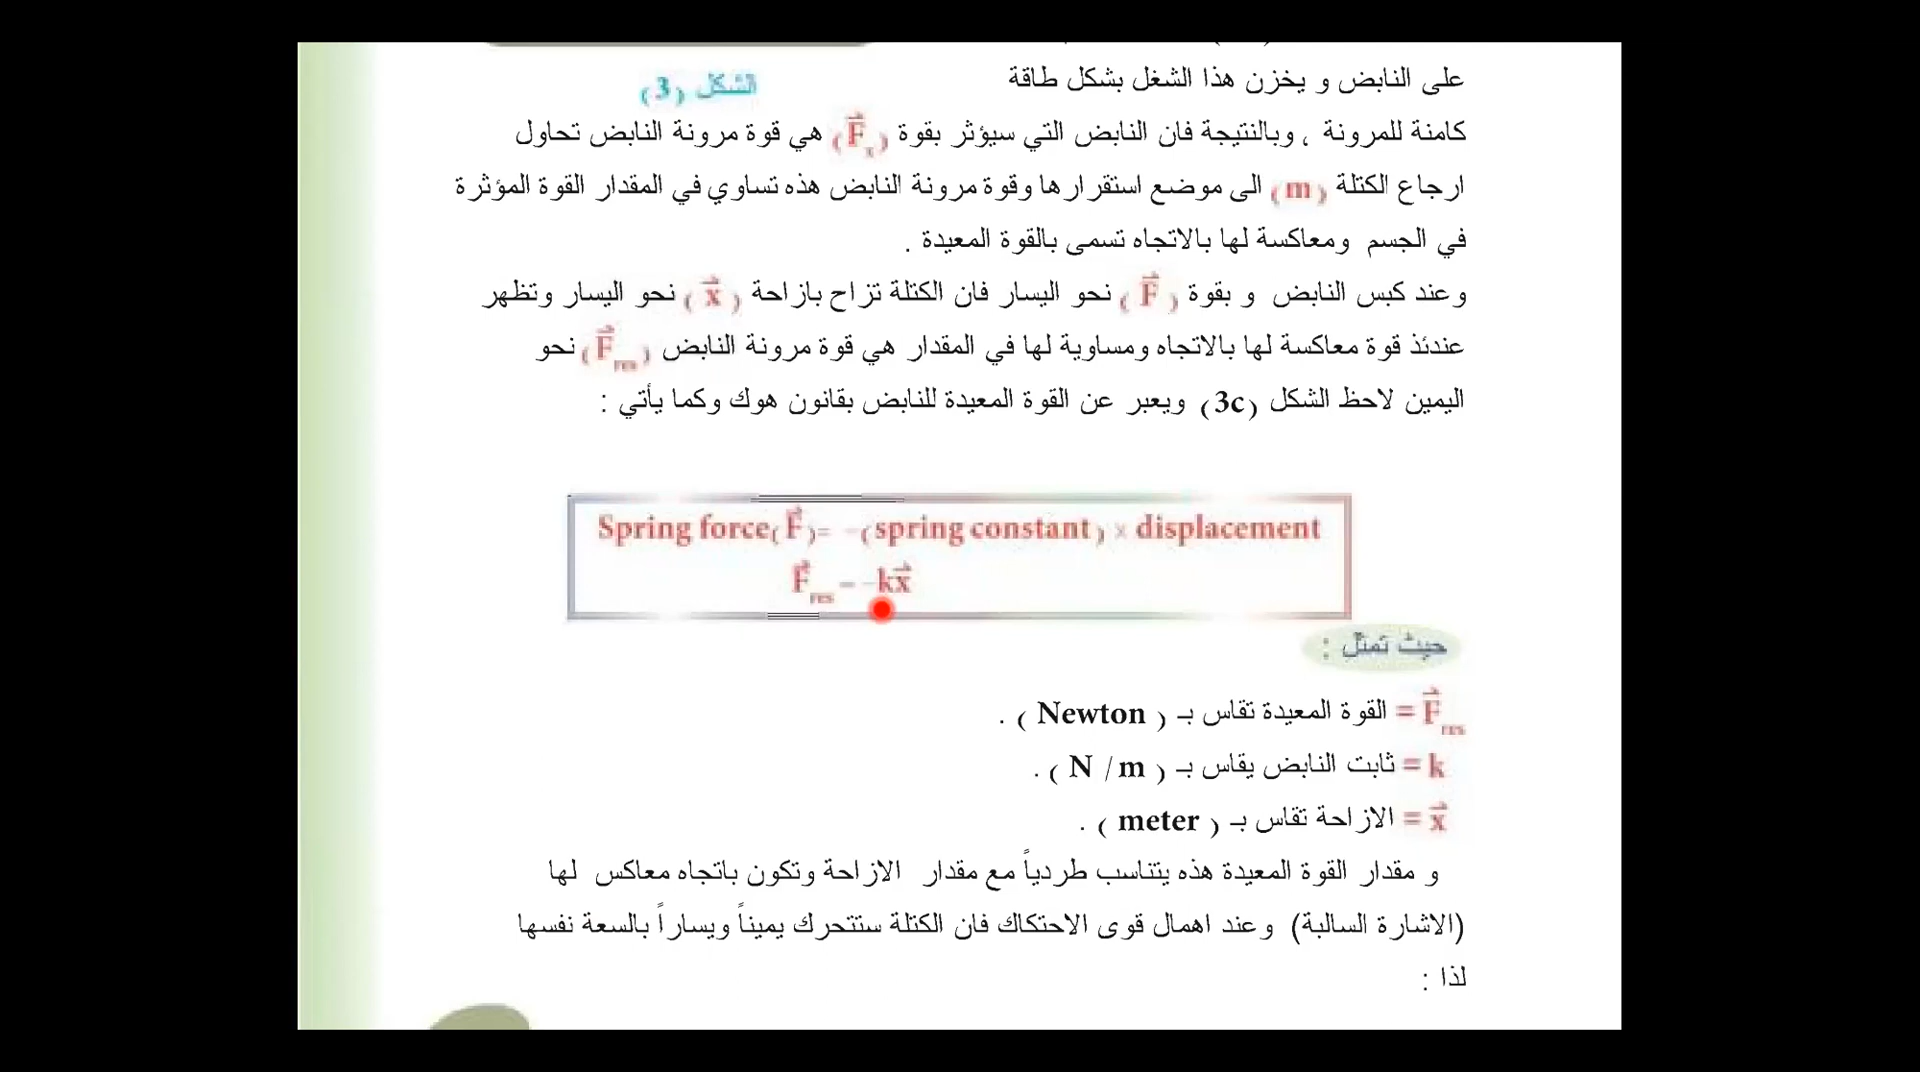 على النابض و يخزن هذا الشغل بشكل طاقة
الشكل (3)
كامنة للمرونة ، وبالنتيجة فان النابض التي سيؤثر بقوة (F⃗x) هي قوة مرونة النابض تحاول
ارجاع الكتلة (m) الى موضع استقرارها وقوة مرونة النابض هذه تساوي في المقدار القوة المؤثرة
في الجسم ومعاكسة لها بالاتجاه تسمى بالقوة المعيدة .
وعند كبس النابض و بقوة (F⃗) نحو اليسار فان الكتلة تزاح بازاحة (x⃗) نحو اليسار وتظهر
عندئذ قوة معاكسة لها بالاتجاه ومساوية لها في المقدار هي قوة مرونة النابض (F⃗res) نحو
اليمين لاحظ الشكل (3c) ويعبر عن القوة المعيدة للنابض بقانون هوك وكما يأتي :
Spring force(F⃗)= -(spring constant) × displacement
F⃗res = -kx⃗
حيث تمثل :
F⃗res = القوة المعيدة تقاس بـ (Newton) .
k = ثابت النابض يقاس بـ (N/m) .
x⃗ = الازاحة تقاس بـ (meter) .
و مقدار القوة المعيدة هذه يتناسب طردياً مع مقدار الازاحة وتكون باتجاه معاكس لها
(الاشارة السالبة) وعند اهمال قوى الاحتكاك فان الكتلة ستتحرك يميناً ويساراً بالسعة نفسها
لذا :